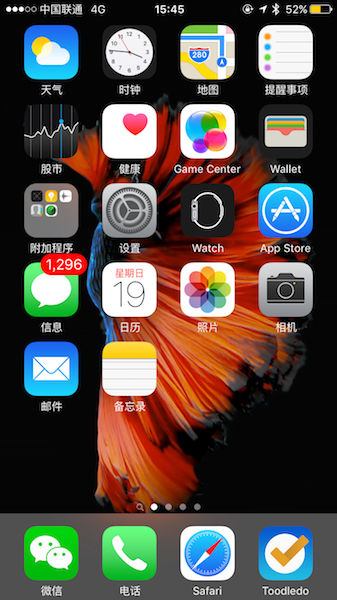 中国联通 4G 15:45 52%
280
天气 时钟 地图 提醒事项
股市 健康 Game Center Wallet
附加程序 设置 Watch App Store
1,296 星期日
19
信息 日历 照片 相机
邮件 备忘录
微信 电话 Safari Toodledo